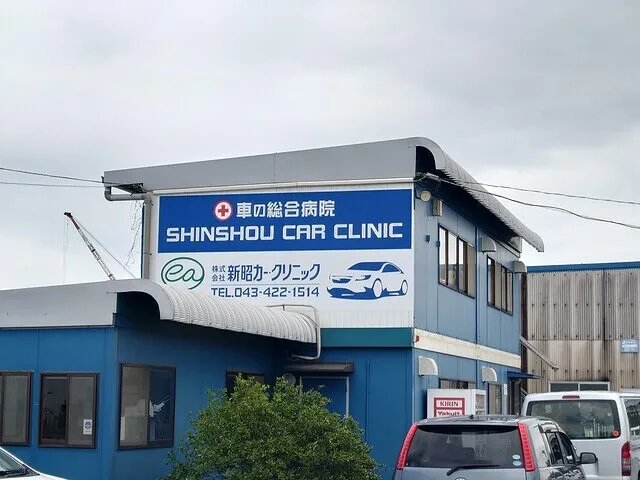 車の総合病院
SHINSHOU CAR CLINIC
ea
株式会社 新昭カークリニック
TEL.043-422-1514
KIRIN
Yakult